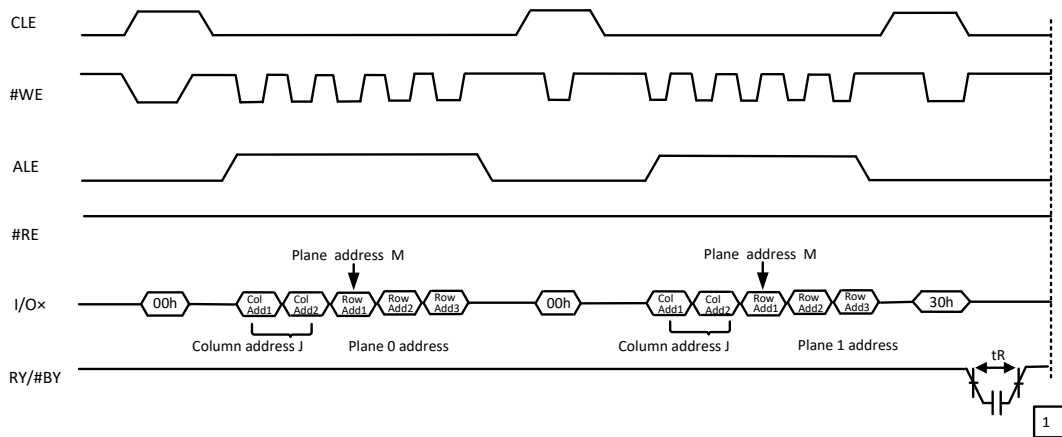 CLE
#WE
ALE
#RE
Plane address M
Plane address M
I/O×
00h
Col Add1
Col Add2
Row Add1
Row Add2
Row Add3
00h
Col Add1
Col Add2
Row Add1
Row Add2
Row Add3
30h
Column address J
Plane 0 address
Column address J
Plane 1 address
tR
RY/#BY
1